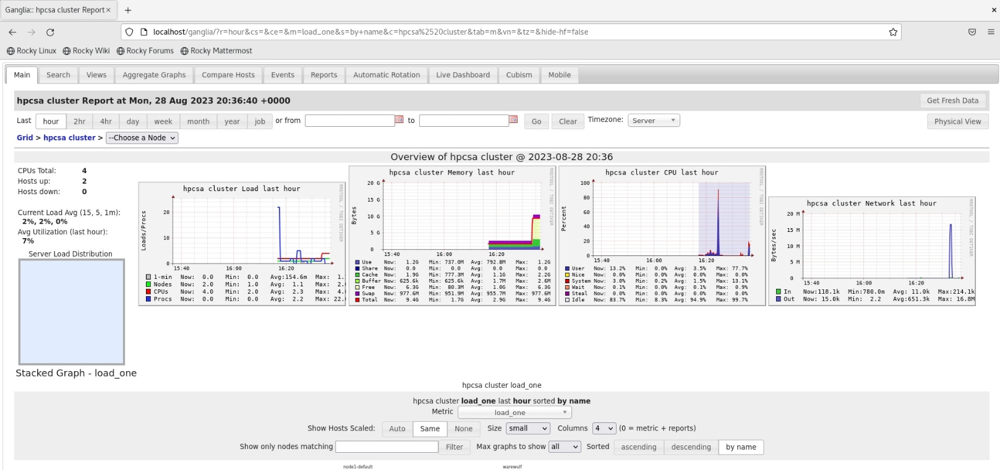 Ganglia:: hpcsa cluster Report ×
+
×
localhost/ganglia/?r=hour&cs=&ce=&m=load_one&s=by+name&c=hpcsa%2520cluster&tab=m&vn=&tz=&hide-hf=false
Rocky Linux Rocky Wiki Rocky Forums Rocky Mattermost
Main Search Views Aggregate Graphs Compare Hosts Events Reports Automatic Rotation Live Dashboard Cubism Mobile
hpcsa cluster Report at Mon, 28 Aug 2023 20:36:40 +0000
Get Fresh Data
Last hour 2hr 4hr day week month year job or from to Go Clear Timezone: Server Physical View
Grid > hpcsa cluster > --Choose a Node
Overview of hpcsa cluster @ 2023-08-28 20:36
CPUs Total: 4
Hosts up: 2
Hosts down: 0
Current Load Avg (15, 5, 1m):
2%, 2%, 0%
Avg Utilization (last hour):
7%
Server Load Distribution
Stacked Graph - load_one
hpcsa cluster Load last hour
RRDTOOL / TOBI OETIKER
Loads/Procs
20
10
0
15:40 16:00 16:20
1-min Now: 0.0 Min: 0.0 Avg:154.6m Max: 1.
Nodes Now: 2.0 Min: 1.0 Avg: 1.1 Max: 2.
CPUs Now: 4.0 Min: 2.0 Avg: 2.3 Max: 4.
Procs Now: 0.0 Min: 0.0 Avg: 2.2 Max: 22.
hpcsa cluster Memory last hour
RRDTOOL / TOBI OETIKER
Bytes
20 G
15 G
10 G
5 G
0
15:40 16:00 16:20
Use Now: 1.2G Min: 737.0M Avg: 792.8M Max: 1.2G
Share Now: 0.0 Min: 0.0 Avg: 0.0 Max: 0.0
Cache Now: 1.9G Min: 777.3M Avg: 1.1G Max: 2.2G
Buffer Now: 625.6k Min: 625.6k Avg: 1.7M Max: 2.6M
Free Now: 6.3G Min: 80.3M Avg: 1.0G Max: 6.3G
Swap Now: 977.6M Min: 951.9M Avg: 955.7M Max: 977.6M
Total Now: 9.4G Min: 1.7G Avg: 2.9G Max: 9.4G
hpcsa cluster CPU last hour
RRDTOOL / TOBI OETIKER
Percent
100
80
60
40
20
0
15:40 16:00 16:20
User Now: 13.2% Min: 0.0% Avg: 3.5% Max: 77.7%
Nice Now: 0.0% Min: 0.0% Avg: 0.0% Max: 0.0%
System Now: 3.0% Min: 0.2% Avg: 1.5% Max: 13.1%
Wait Now: 0.1% Min: 0.0% Avg: 0.1% Max: 0.9%
Steal Now: 0.0% Min: 0.0% Avg: 0.0% Max: 0.0%
Idle Now: 83.7% Min: 8.3% Avg: 94.9% Max: 99.7%
hpcsa cluster Network last hour
RRDTOOL / TOBI OETIKER
Bytes/sec
20 M
15 M
10 M
5 M
0
15:40 16:00 16:20
In Now:118.1k Min:780.0m Avg: 11.0k Max:214.1k
Out Now: 15.0k Min: 2.2 Avg:651.3k Max: 16.8M
hpcsa cluster load_one
hpcsa cluster load_one last hour sorted by name
Metric load_one
Show Hosts Scaled: Auto Same None Size small Columns 4 (0 = metric + reports)
Show only nodes matching Filter Max graphs to show all Sorted ascending descending by name
node1-default warewulf